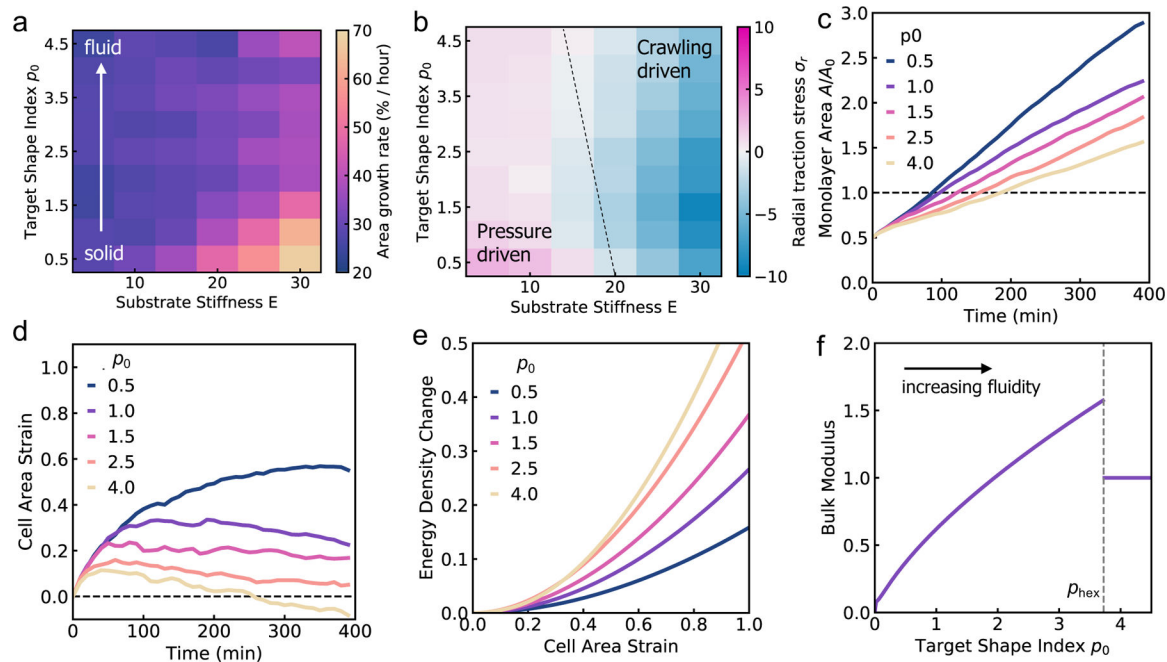 a
Target Shape Index p₀
4.5
3.5
2.5
1.5
0.5
fluid
solid
10
20
30
Substrate Stiffness E
70
60
50
40
30
20
Area growth rate (% / hour)
b
Target Shape Index p₀
4.5
3.5
2.5
1.5
0.5
Crawling
driven
Pressure
driven
10
20
30
Substrate Stiffness E
10
5
0
−5
−10
Radial traction stress σᵣ
c
Monolayer Area A/A₀
3.0
2.5
2.0
1.5
1.0
0.5
0.0
p0
0.5
1.0
1.5
2.5
4.0
0
100
200
300
400
Time (min)
d
Cell Area Strain
1.0
0.8
0.6
0.4
0.2
0.0
p₀
0.5
1.0
1.5
2.5
4.0
0
100
200
300
400
Time (min)
e
Energy Density Change
0.5
0.4
0.3
0.2
0.1
0.0
p₀
0.5
1.0
1.5
2.5
4.0
0.0
0.2
0.4
0.6
0.8
1.0
Cell Area Strain
f
Bulk Modulus
2.0
1.5
1.0
0.5
0.0
increasing fluidity
p_hex
0
1
2
3
4
Target Shape Index p₀